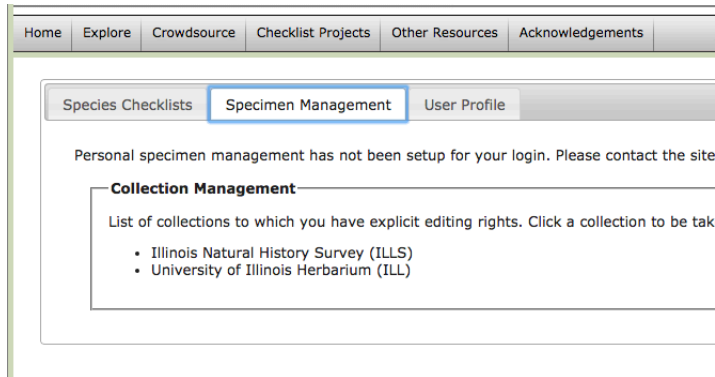 Home Explore Crowdsource Checklist Projects Other Resources Acknowledgements
Species Checklists Specimen Management User Profile
Personal specimen management has not been setup for your login. Please contact the site
Collection Management
List of collections to which you have explicit editing rights. Click a collection to be tak
• Illinois Natural History Survey (ILLS)
• University of Illinois Herbarium (ILL)